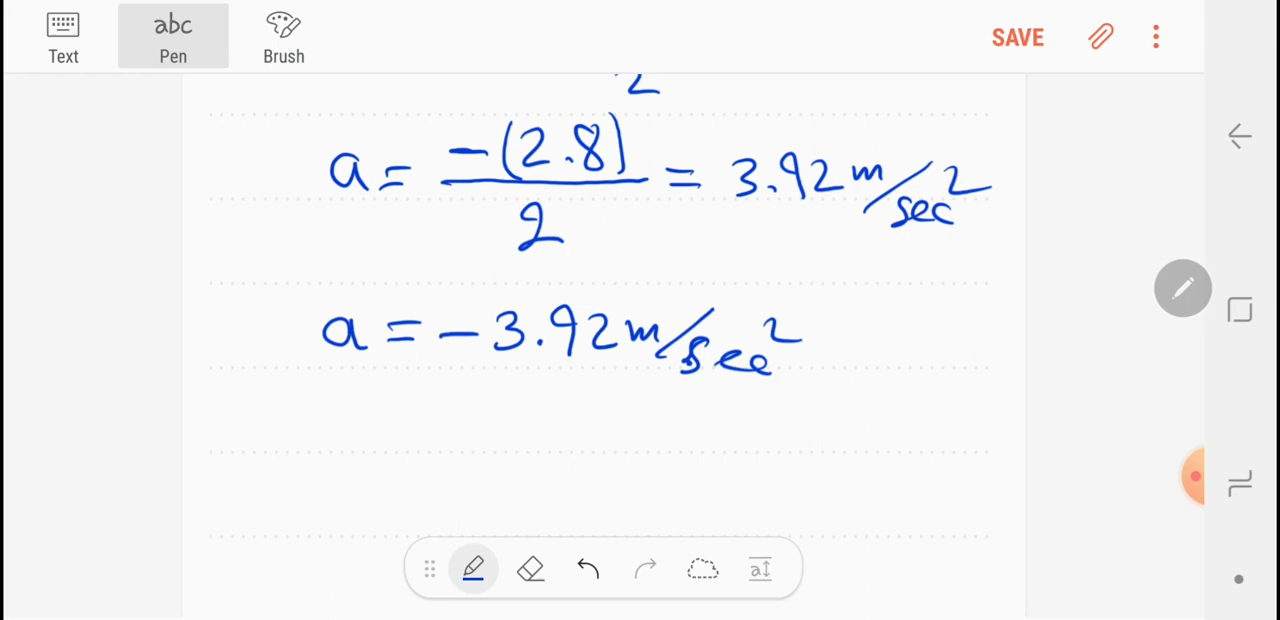 abc
SAVE
Text Pen Brush
2
a = -(2.8)/2 = 3.92 m/sec²
a = -3.92 m/sec²
a